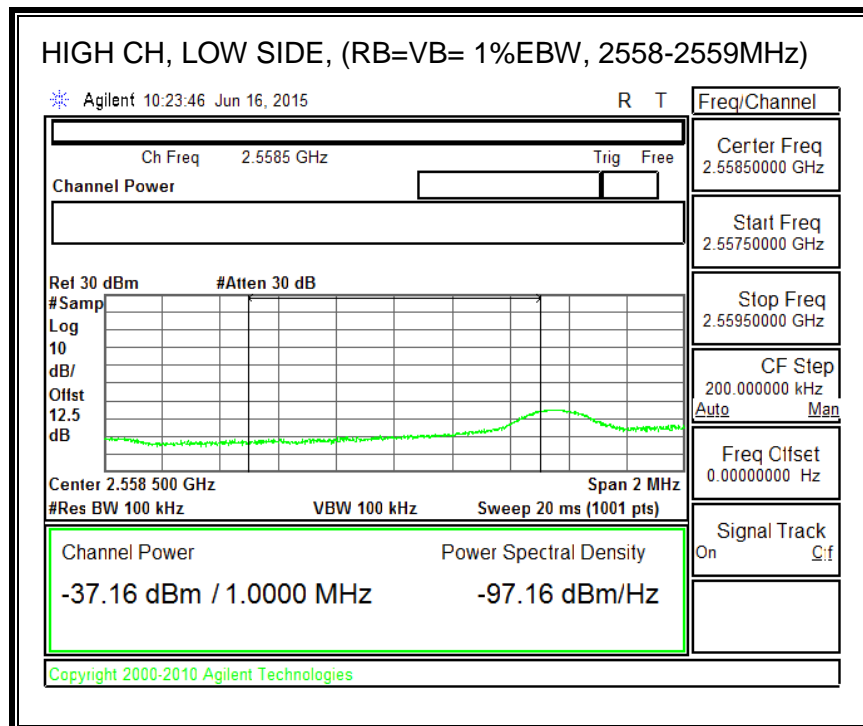 HIGH CH, LOW SIDE, (RB=VB= 1%EBW, 2558-2559MHz)
Agilent 10:23:46 Jun 16, 2015 R T
Freq/Channel
Ch Freq 2.5585 GHz Trig Free
Channel Power
Center Freq
2.55850000 GHz
Start Freq
2.55750000 GHz
Stop Freq
2.55950000 GHz
CF Step
200.000000 kHz
Auto Man
Freq Offset
0.00000000 Hz
Signal Track
On Off
Ref 30 dBm #Atten 30 dB
#Samp
Log
10
dB/
Offst
12.5
dB
Center 2.558 500 GHz Span 2 MHz
#Res BW 100 kHz VBW 100 kHz Sweep 20 ms (1001 pts)
Channel Power Power Spectral Density
-37.16 dBm / 1.0000 MHz -97.16 dBm/Hz
Copyright 2000-2010 Agilent Technologies